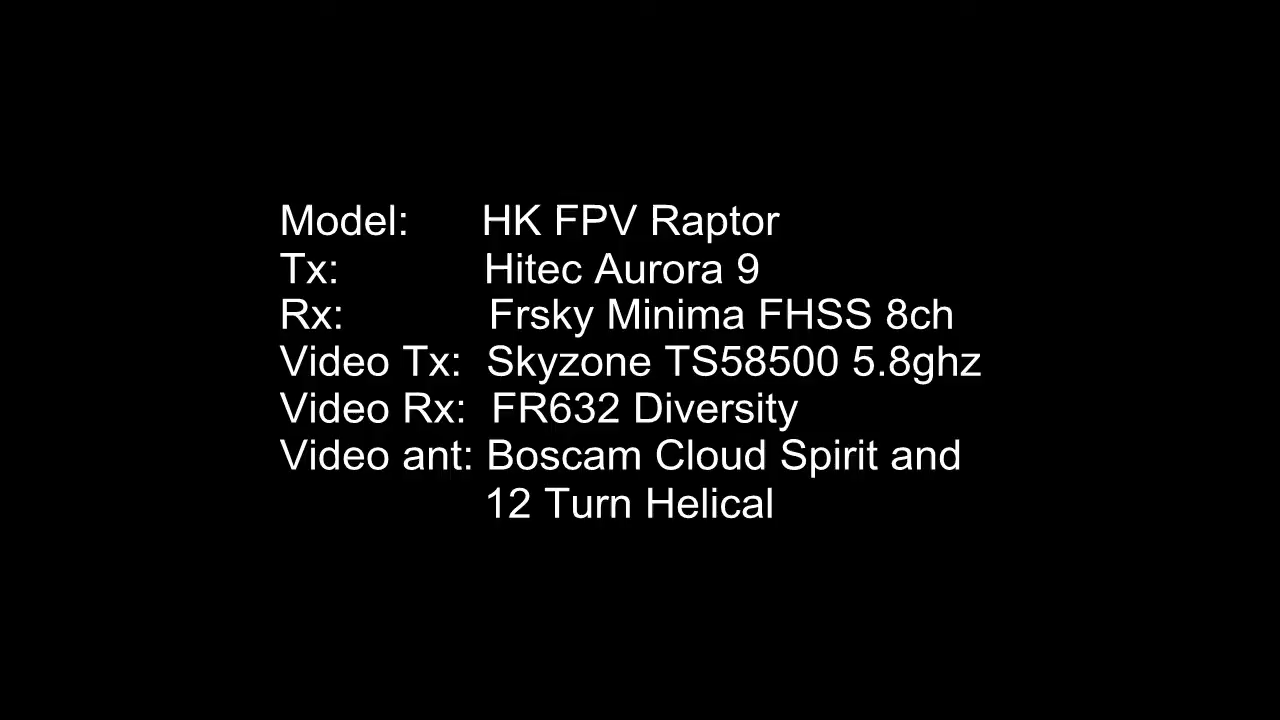 Model: HK FPV Raptor
Tx: Hitec Aurora 9
Rx: Frsky Minima FHSS 8ch
Video Tx: Skyzone TS58500 5.8ghz
Video Rx: FR632 Diversity
Video ant: Boscam Cloud Spirit and
12 Turn Helical